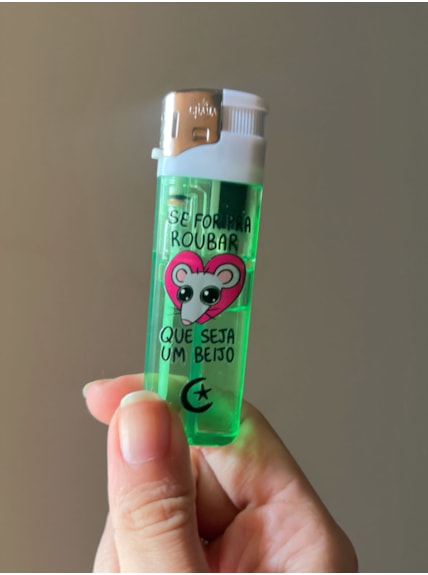 SE FOR PRA
ROUBAR
QUE SEJA
UM BEIJO